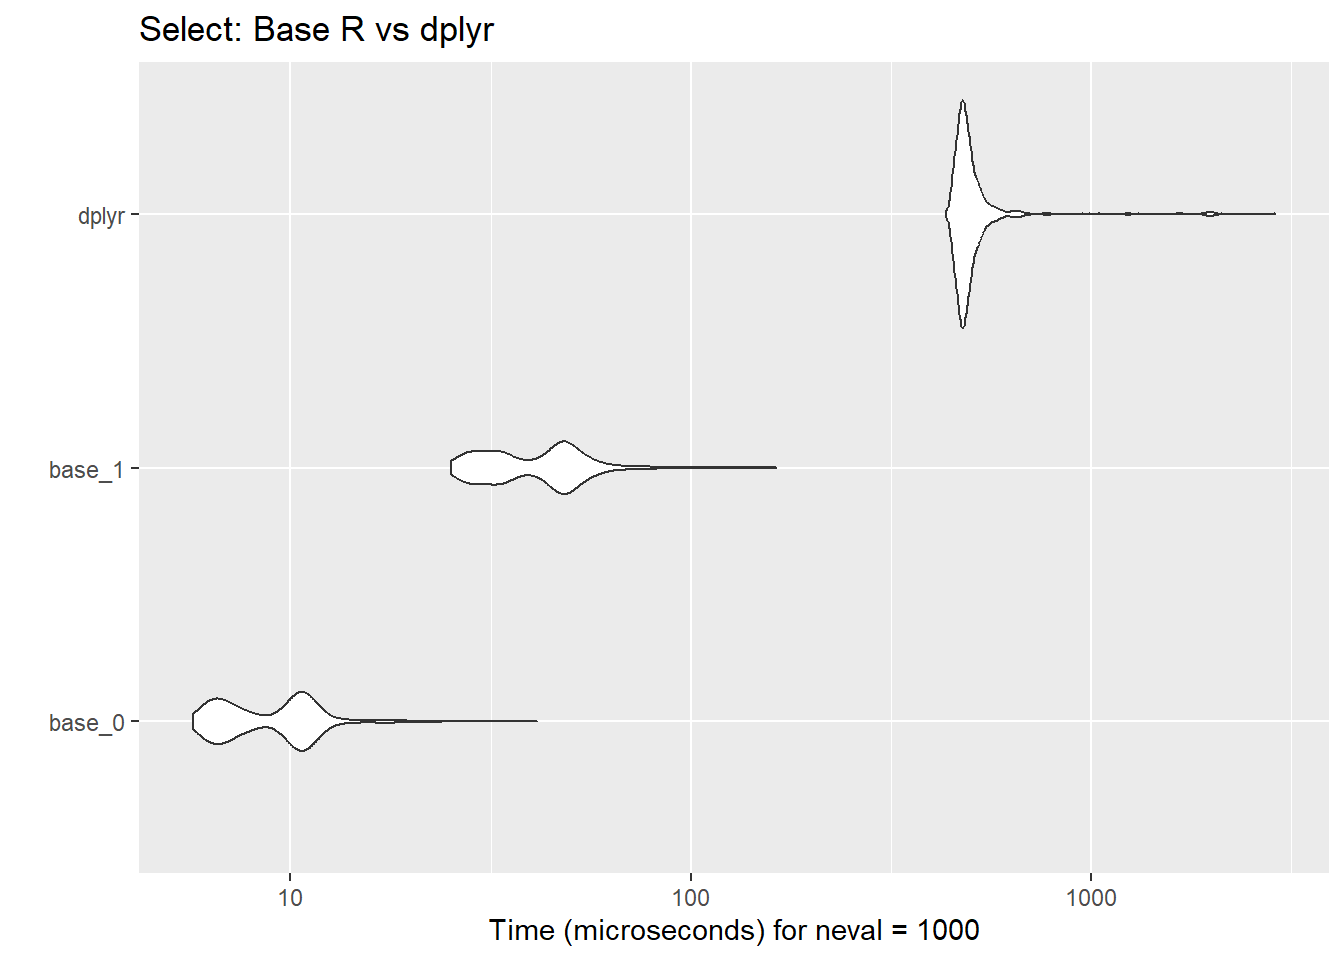 Select: Base R vs dplyr
dplyr
base_1
base_0
10 100 1000
Time (microseconds) for neval = 1000